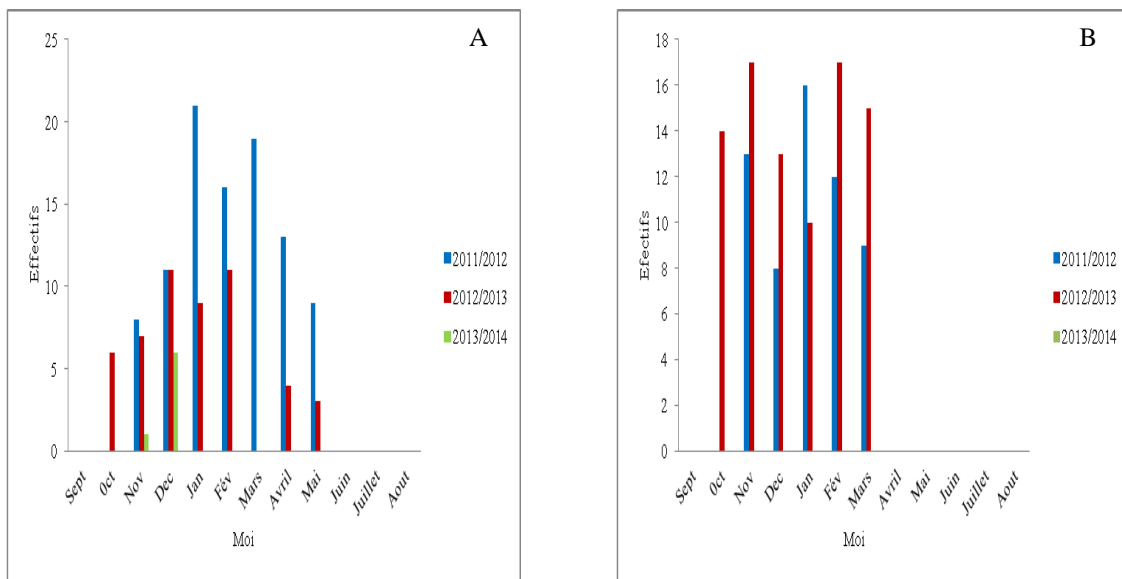 A
25
20
15
10
5
0
Effectifs
Sept
0ct
Nov
Dec
Jan
Fév
Mars
Avril
Mai
Juin
Juillet
Aout
Moi
2011/2012
2012/2013
2013/2014
B
18
16
14
12
10
8
6
4
2
0
Efectifs
Sept
0ct
Nov
Dec
Jan
Fév
Mars
Avril
Mai
Juin
Juillet
Aout
Moi
2011/2012
2012/2013
2013/2014